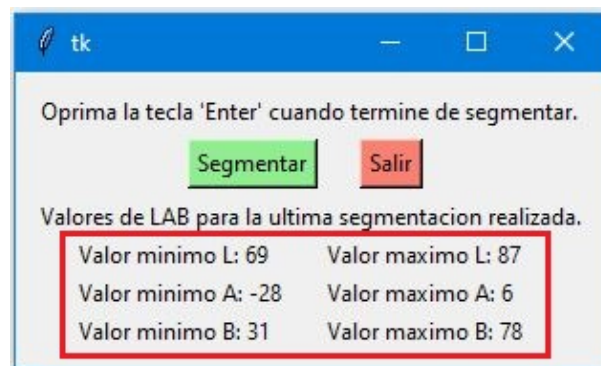 tk
Oprima la tecla 'Enter' cuando termine de segmentar.
Segmentar Salir
Valores de LAB para la ultima segmentacion realizada.
Valor minimo L: 69 Valor maximo L: 87
Valor minimo A: -28 Valor maximo A: 6
Valor minimo B: 31 Valor maximo B: 78